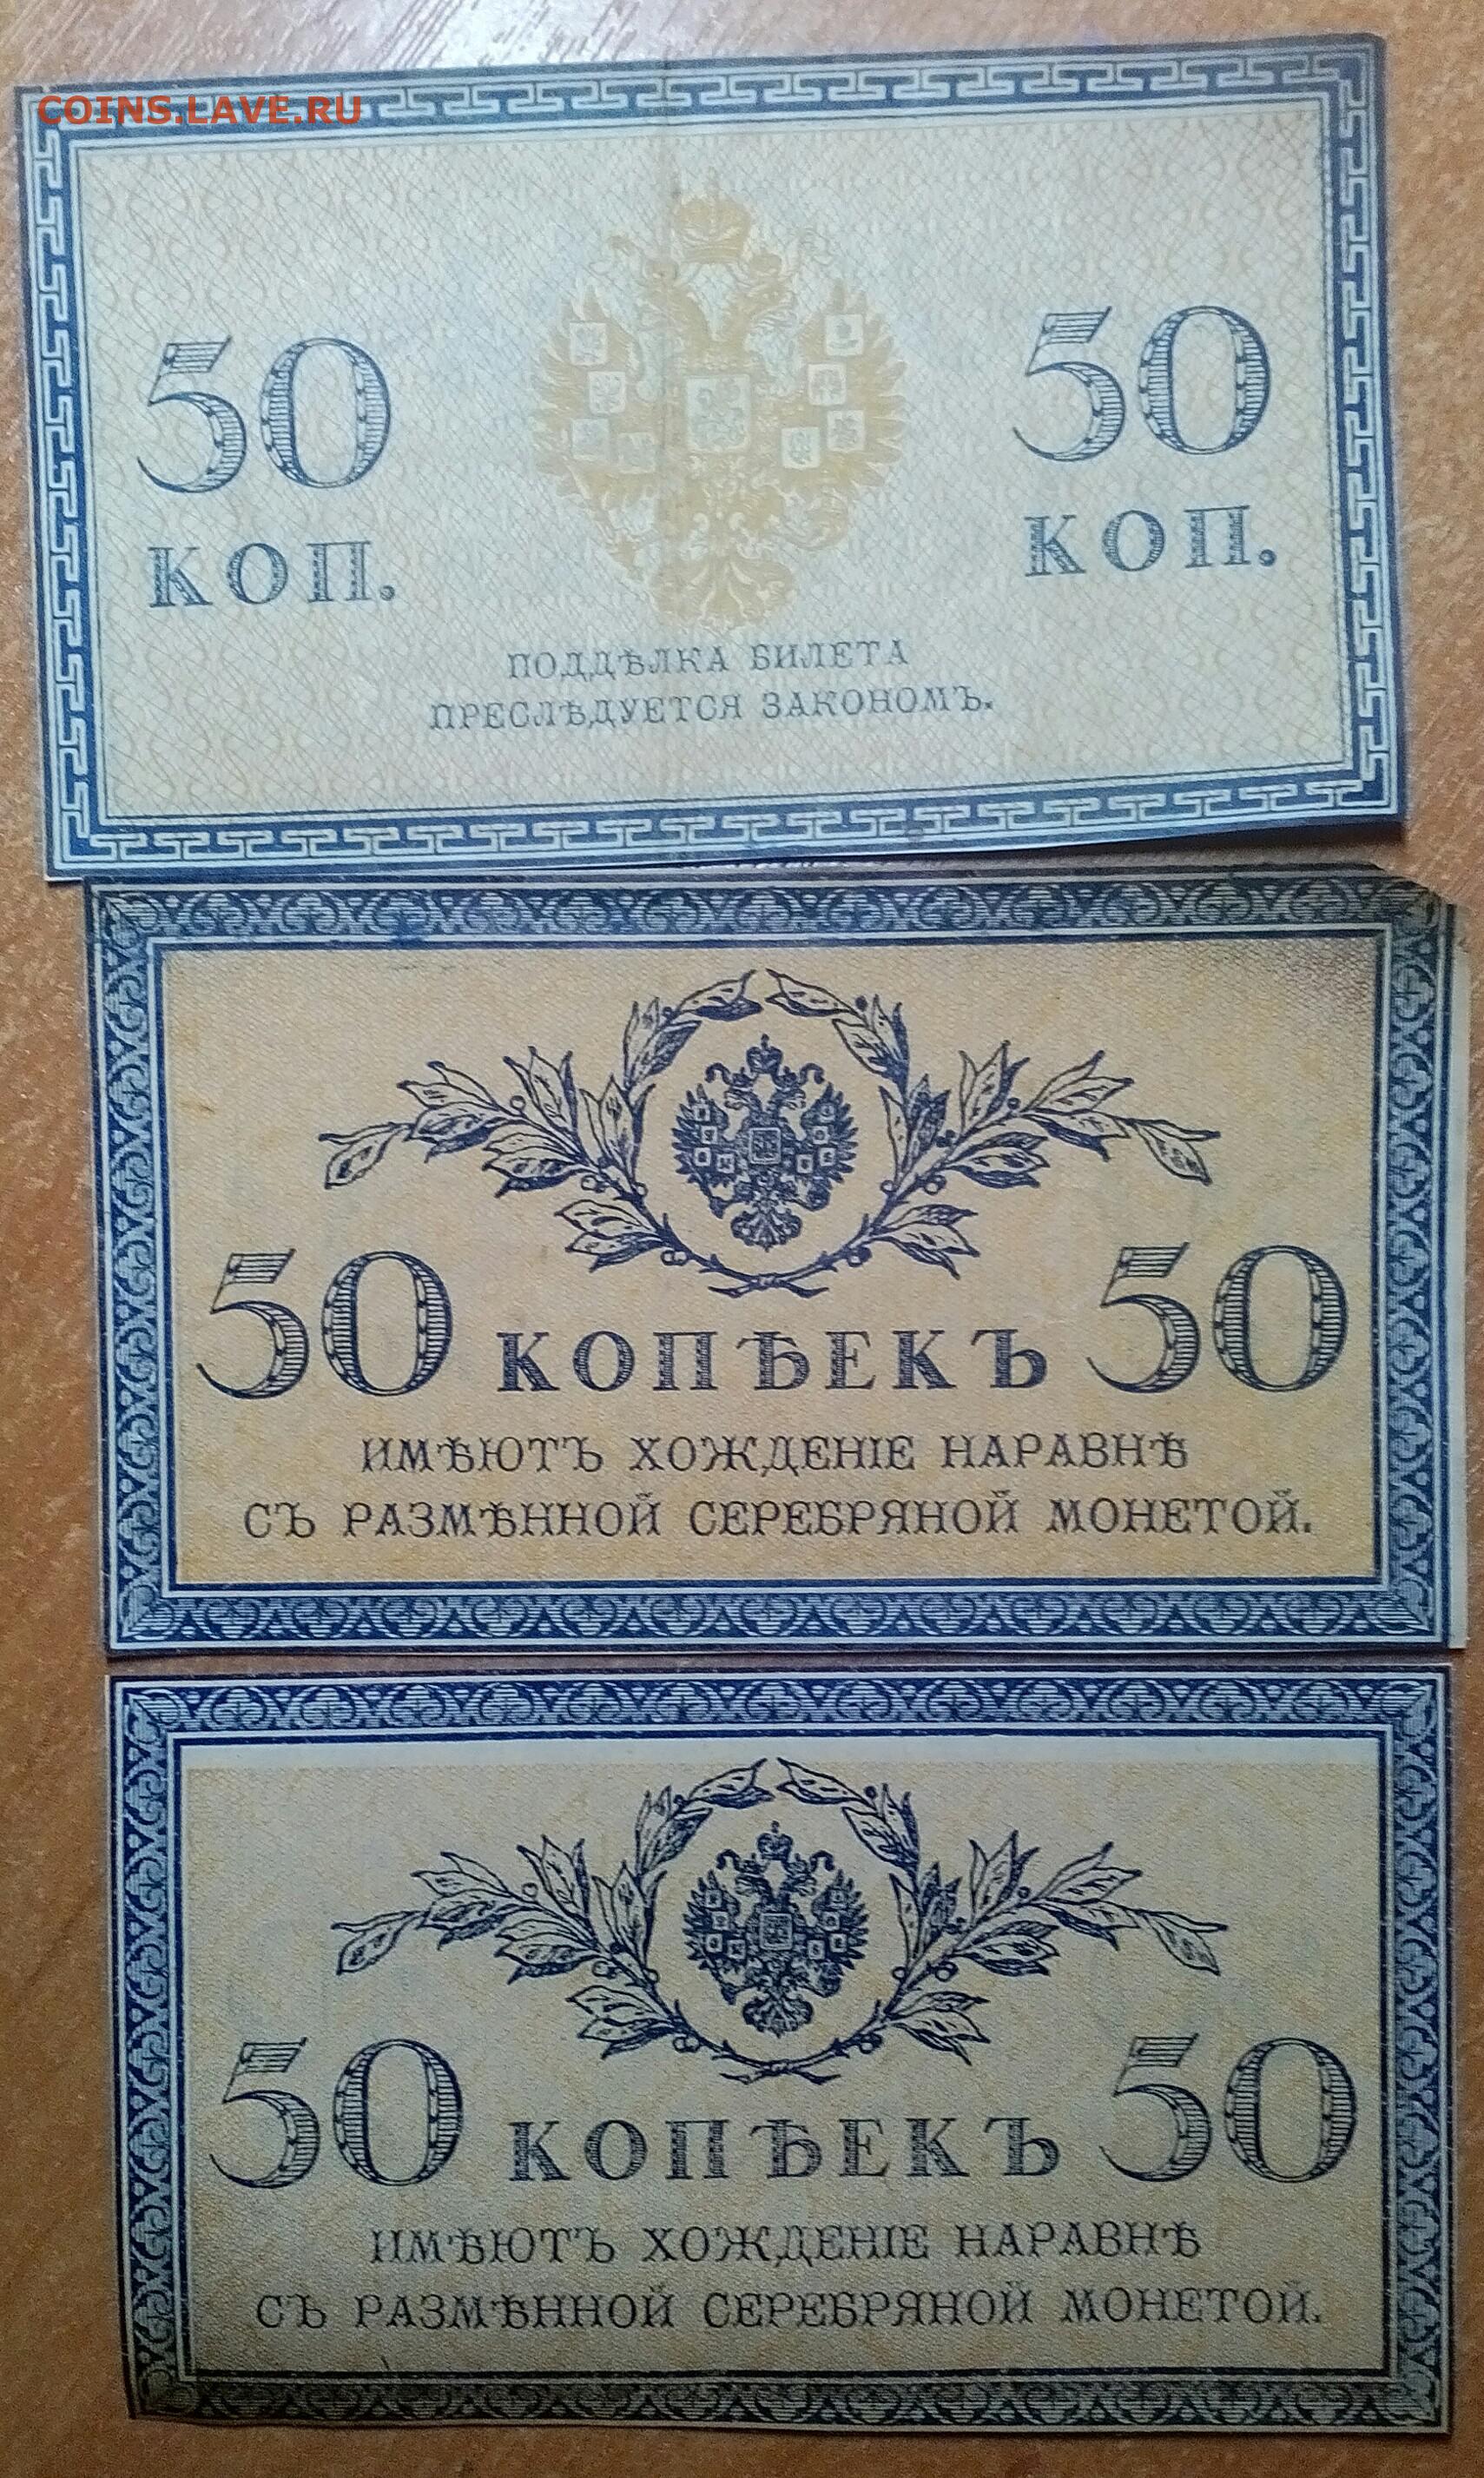 COINS.LAVE.RU
50 50
КОП. КОП.
ПОДДѢЛКА БИЛЕТА
ПРЕСЛѢДУЕТСЯ ЗАКОНОМЪ.
50 КОПѢЕКЪ 50
ИМѢЮТЪ ХОЖДЕНІЕ НАРАВНѢ
СЪ РАЗМѢННОЙ СЕРЕБРЯНОЙ МОНЕТОЙ.
50 КОПѢЕКЪ 50
ИМѢЮТЪ ХОЖДЕНІЕ НАРАВНѢ
СЪ РАЗМѢННОЙ СЕРЕБРЯНОЙ МОНЕТОЙ.